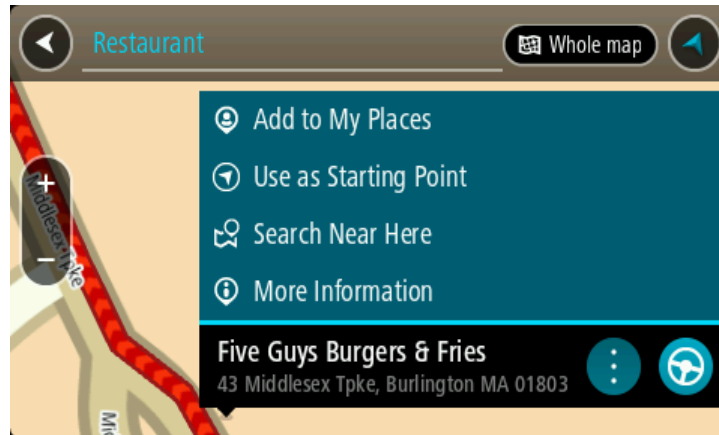 Restaurant
Whole map
Add to My Places
Use as Starting Point
Search Near Here
More Information
Five Guys Burgers & Fries
43 Middlesex Tpke, Burlington MA 01803
+
Middlesex Tpke
−
Mi